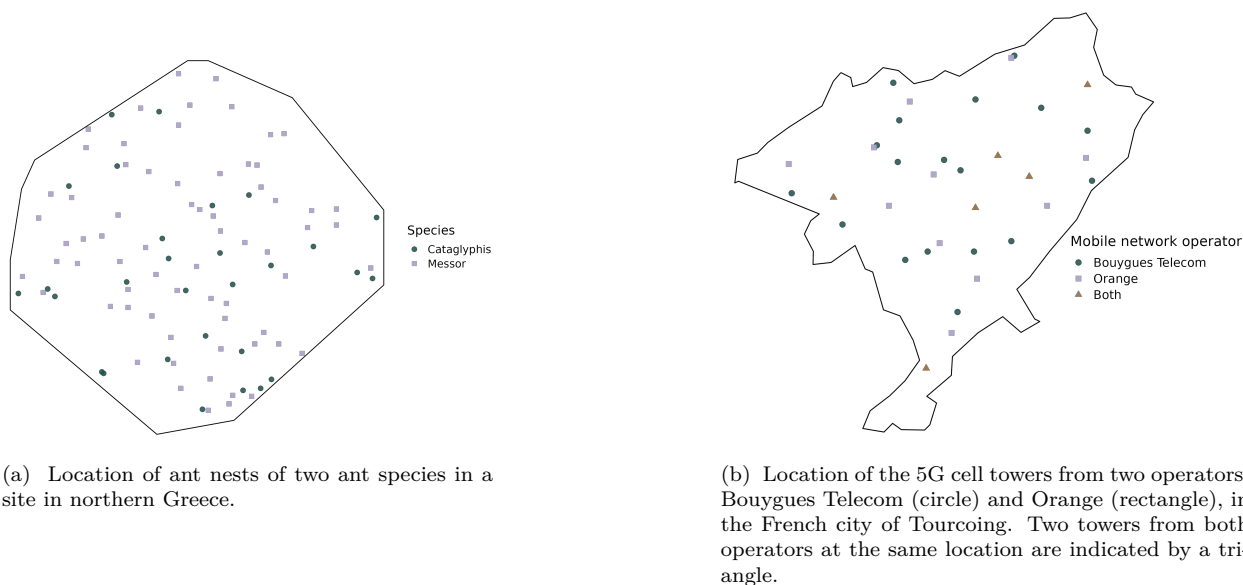 Species
Cataglyphis
Messor
(a) Location of ant nests of two ant species in a
site in northern Greece.
Mobile network operator
Bouygues Telecom
Orange
Both
(b) Location of the 5G cell towers from two operators
Bouygues Telecom (circle) and Orange (rectangle), in
the French city of Tourcoing. Two towers from both
operators at the same location are indicated by a tri-
angle.